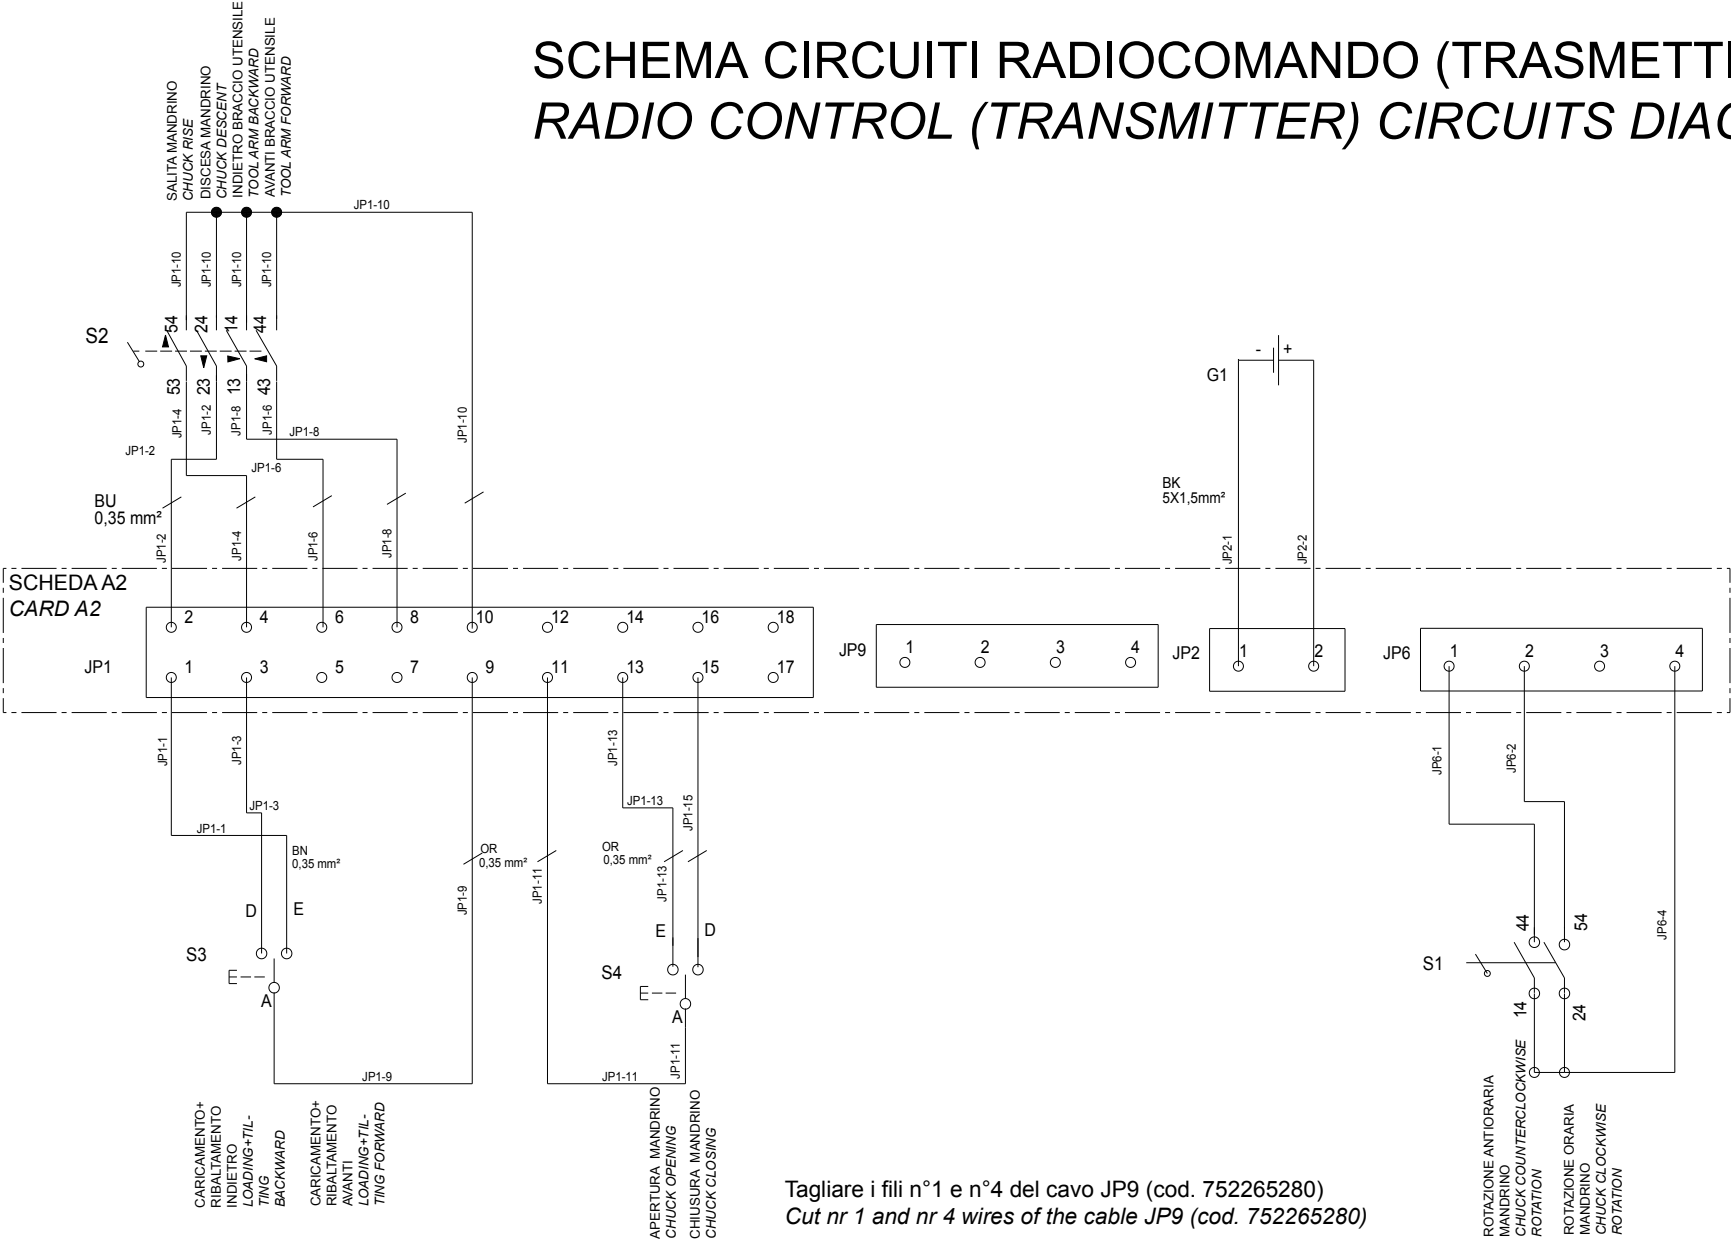 SCHEMA CIRCUITI RADIOCOMANDO (TRASMETTI
RADIO CONTROL (TRANSMITTER) CIRCUITS DIAG
SALITA MANDRINO
CHUCK RISE
DISCESA MANDRINO
CHUCK DESCENT
INDIETRO BRACCIO UTENSILE
TOOL ARM BACKWARD
AVANTI BRACCIO UTENSILE
TOOL ARM FORWARD
JP1-10
JP1-10
JP1-10
JP1-10
JP1-10
S2
54
24
14
44
53
23
13
43
JP1-4
JP1-2
JP1-8
JP1-6
JP1-10
JP1-8
JP1-2
JP1-6
BU
0,35 mm²
JP1-2
JP1-4
JP1-6
JP1-8
G1
-
+
BK
5X1,5mm²
JP2-1
JP2-2
SCHEDA A2
CARD A2
2
4
6
8
10
12
14
16
18
JP1
1
3
5
7
9
11
13
15
17
JP9
1
2
3
4
JP2
1
2
JP6
1
2
3
4
JP1-1
JP1-3
JP1-13
JP6-1
JP6-2
JP1-3
JP1-13
JP1-15
JP1-1
BN
0,35 mm²
OR
0,35 mm²
OR
0,35 mm²
JP1-9
JP1-11
JP1-13
D
E
S3
A
E
D
S4
A
44
54
S1
14
24
JP6-4
JP1-9
JP1-11
JP1-11
CARICAMENTO+
RIBALTAMENTO
INDIETRO
LOADING+TIL-
TING
BACKWARD
CARICAMENTO+
RIBALTAMENTO
AVANTI
LOADING+TIL-
TING FORWARD
APERTURA MANDRINO
CHUCK OPENING
CHIUSURA MANDRINO
CHUCK CLOSING
ROTAZIONE ANTIORARIA
MANDRINO
CHUCK COUNTERCLOCKWISE
ROTATION
ROTAZIONE ORARIA
MANDRINO
CHUCK CLOCKWISE
ROTATION
Tagliare i fili n°1 e n°4 del cavo JP9 (cod. 752265280)
Cut nr 1 and nr 4 wires of the cable JP9 (cod. 752265280)